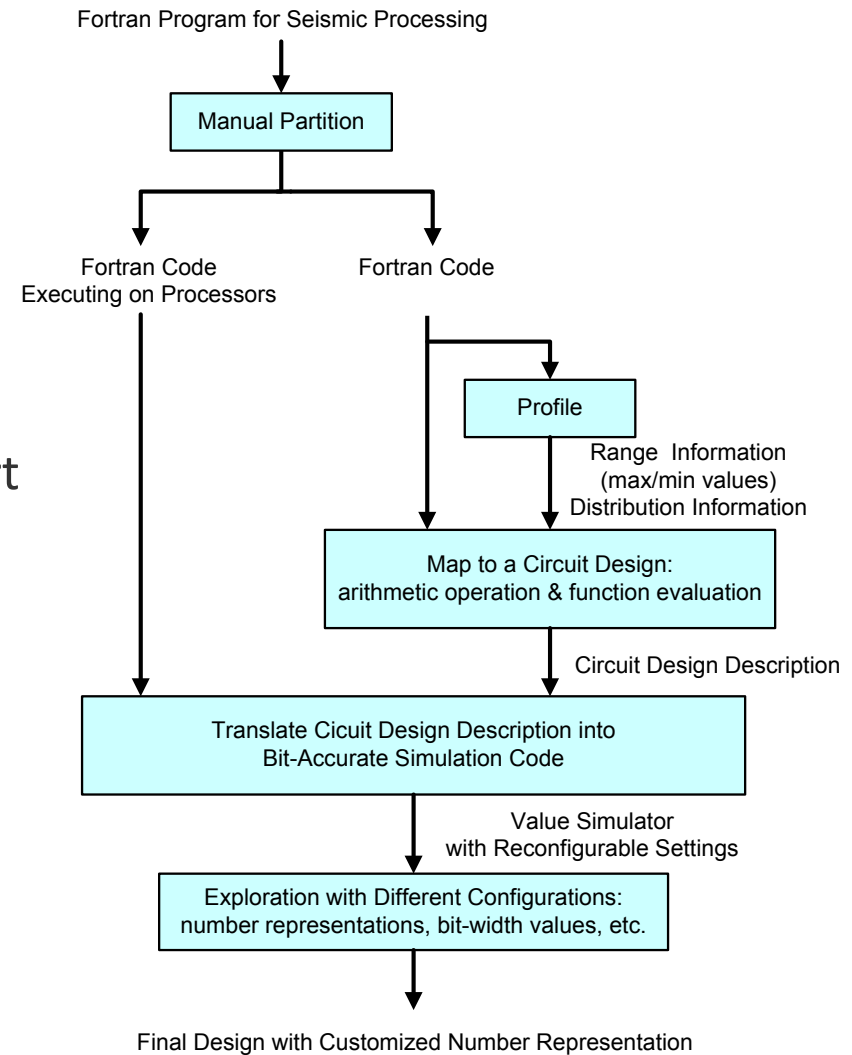 Fortran Program for Seismic Processing
Manual Partition
Fortran Code
Executing on Processors
Fortran Code
Profile
Range Information
(max/min values)
Distribution Information
Map to a Circuit Design:
arithmetic operation & function evaluation
Circuit Design Description
Translate Cicuit Design Description into
Bit-Accurate Simulation Code
Value Simulator
with Reconfigurable Settings
Exploration with Different Configurations:
number representations, bit-width values, etc.
Final Design with Customized Number Representation